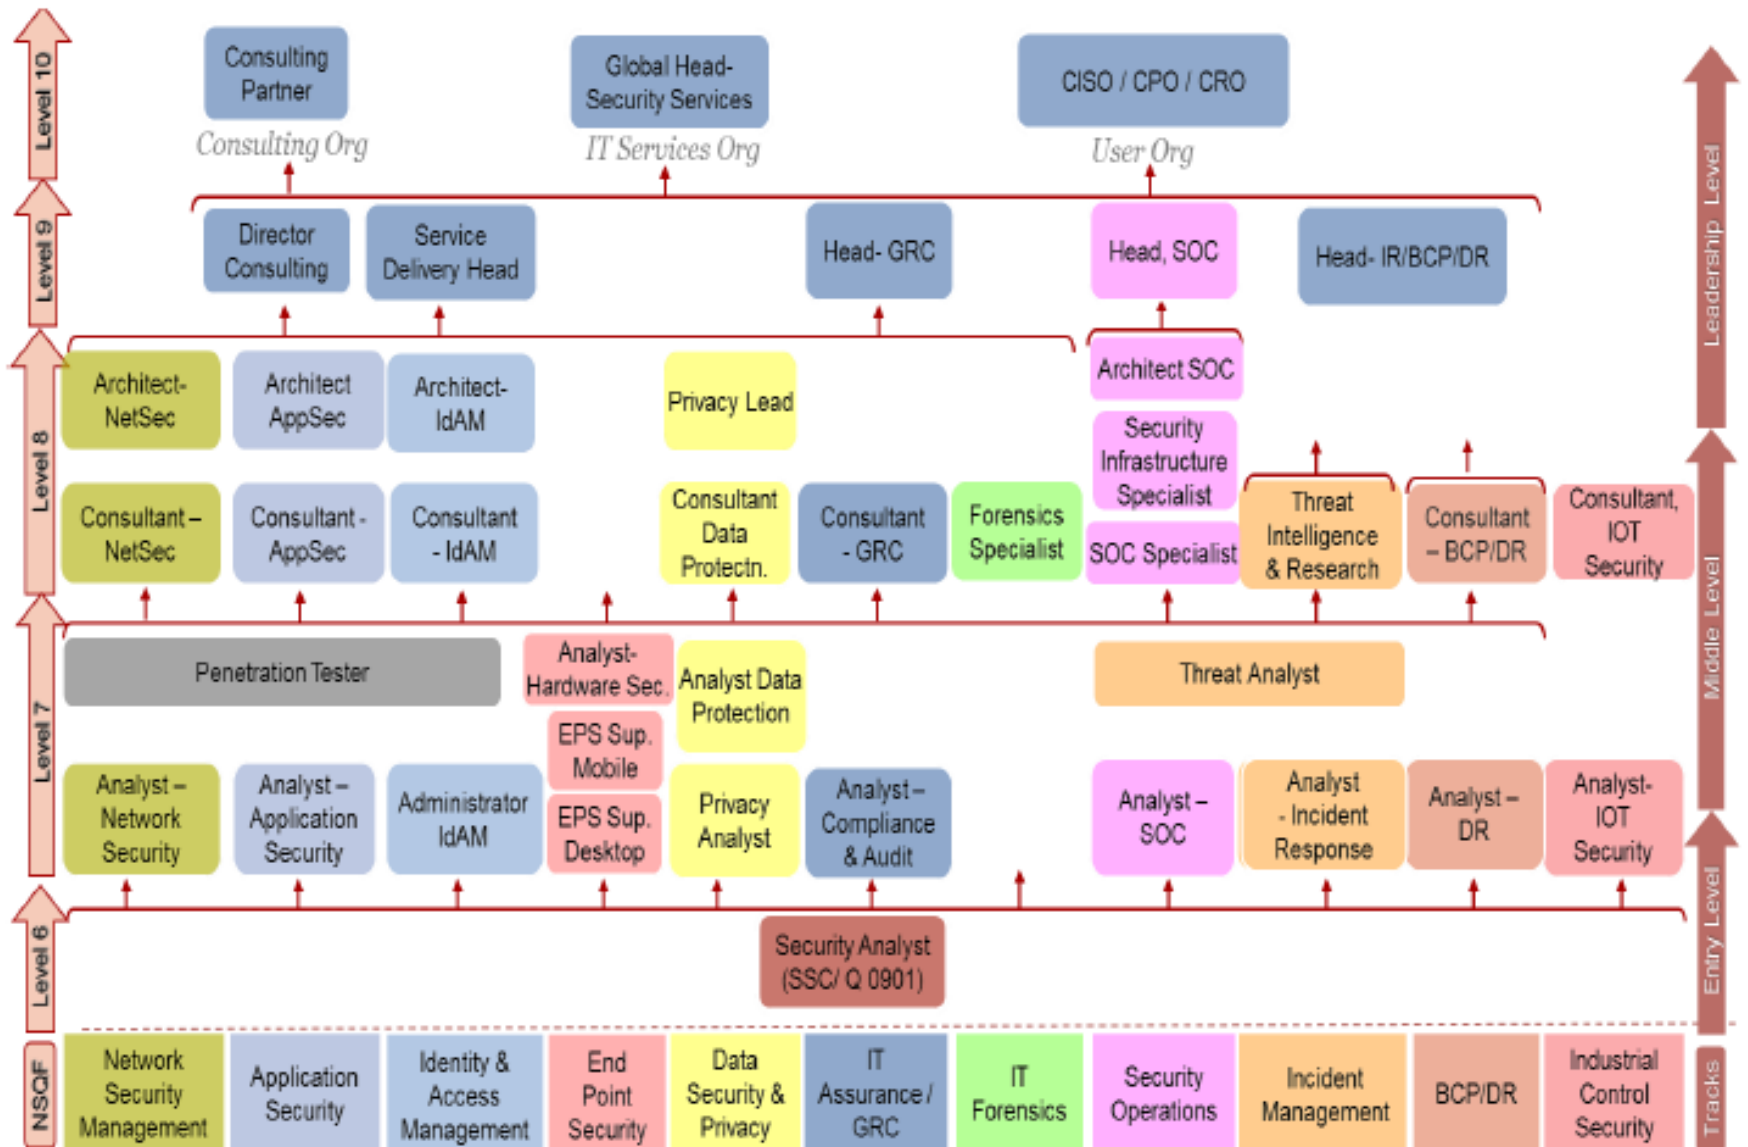 Level 10
Consulting
Partner
Consulting Org
Global Head-
Security Services
IT Services Org
CISO / CPO / CRO
User Org
Leadership Level
Level 9
Director
Consulting
Service
Delivery Head
Head- GRC
Head, SOC
Head- IR/BCP/DR
Level 8
Architect-
NetSec
Architect
AppSec
Architect-
IdAM
Privacy Lead
Architect SOC
Security
Infrastructure
Specialist
Consultant –
NetSec
Consultant -
AppSec
Consultant
- IdAM
Consultant
Data
Protectn.
Consultant
- GRC
Forensics
Specialist
SOC Specialist
Threat
Intelligence
& Research
Consultant
– BCP/DR
Consultant,
IOT
Security
Middle Level
Level 7
Penetration Tester
Analyst-
Hardware Sec.
Analyst Data
Protection
Threat Analyst
EPS Sup.
Mobile
EPS Sup.
Desktop
Analyst –
Network
Security
Analyst –
Application
Security
Administrator
IdAM
Privacy
Analyst
Analyst –
Compliance
& Audit
Analyst –
SOC
Analyst
- Incident
Response
Analyst –
DR
Analyst-
IOT
Security
Level 6
Security Analyst
(SSC/ Q 0901)
Entry Level
NSQF
Network
Security
Management
Application
Security
Identity &
Access
Management
End
Point
Security
Data
Security &
Privacy
IT
Assurance /
GRC
IT
Forensics
Security
Operations
Incident
Management
BCP/DR
Industrial
Control
Security
Tracks